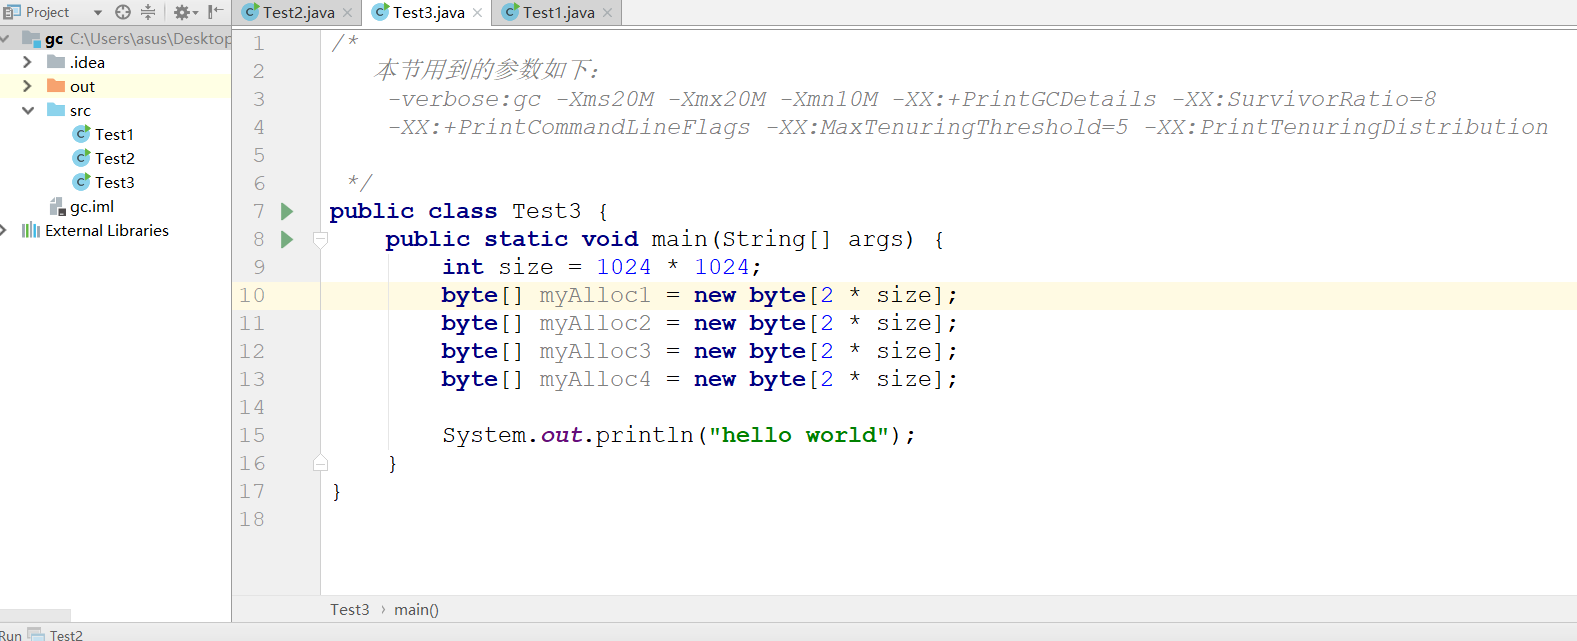 Project
Test2.java
Test3.java
Test1.java
gc C:\Users\asus\Desktop
.idea
out
src
Test1
Test2
Test3
gc.iml
External Libraries
1 /*
2 本节用到的参数如下：
3 -verbose:gc -Xms20M -Xmx20M -Xmn10M -XX:+PrintGCDetails -XX:SurvivorRatio=8
4 -XX:+PrintCommandLineFlags -XX:MaxTenuringThreshold=5 -XX:PrintTenuringDistribution
5
6 */
7 public class Test3 {
8 public static void main(String[] args) {
9 int size = 1024 * 1024;
10 byte[] myAlloc1 = new byte[2 * size];
11 byte[] myAlloc2 = new byte[2 * size];
12 byte[] myAlloc3 = new byte[2 * size];
13 byte[] myAlloc4 = new byte[2 * size];
14
15 System.out.println("hello world");
16 }
17 }
18
Test3 › main()
Run Test2